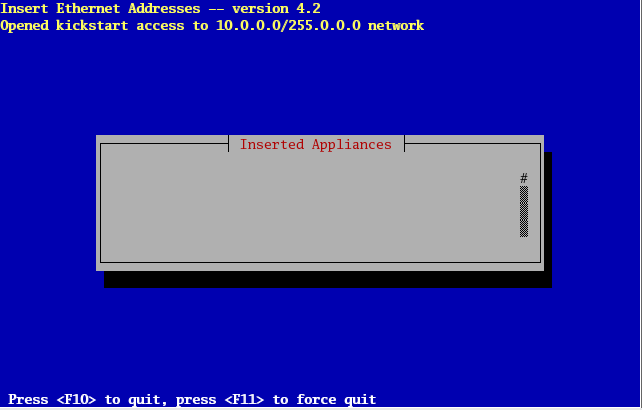 Insert Ethernet Addresses -- version 4.2
Opened kickstart access to 10.0.0.0/255.0.0.0 network
Inserted Appliances
#
Press <F10> to quit, press <F11> to force quit